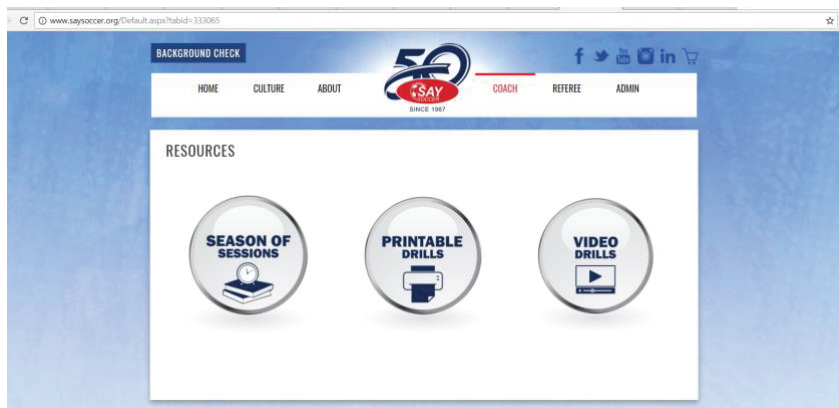 www.saysoccer.org/Default.aspx?tabid=333065
BACKGROUND CHECK
50
SAY
SOCCER
SINCE 1967
HOME CULTURE ABOUT COACH REFEREE ADMIN
RESOURCES
SEASON OF
SESSIONS
PRINTABLE
DRILLS
VIDEO
DRILLS